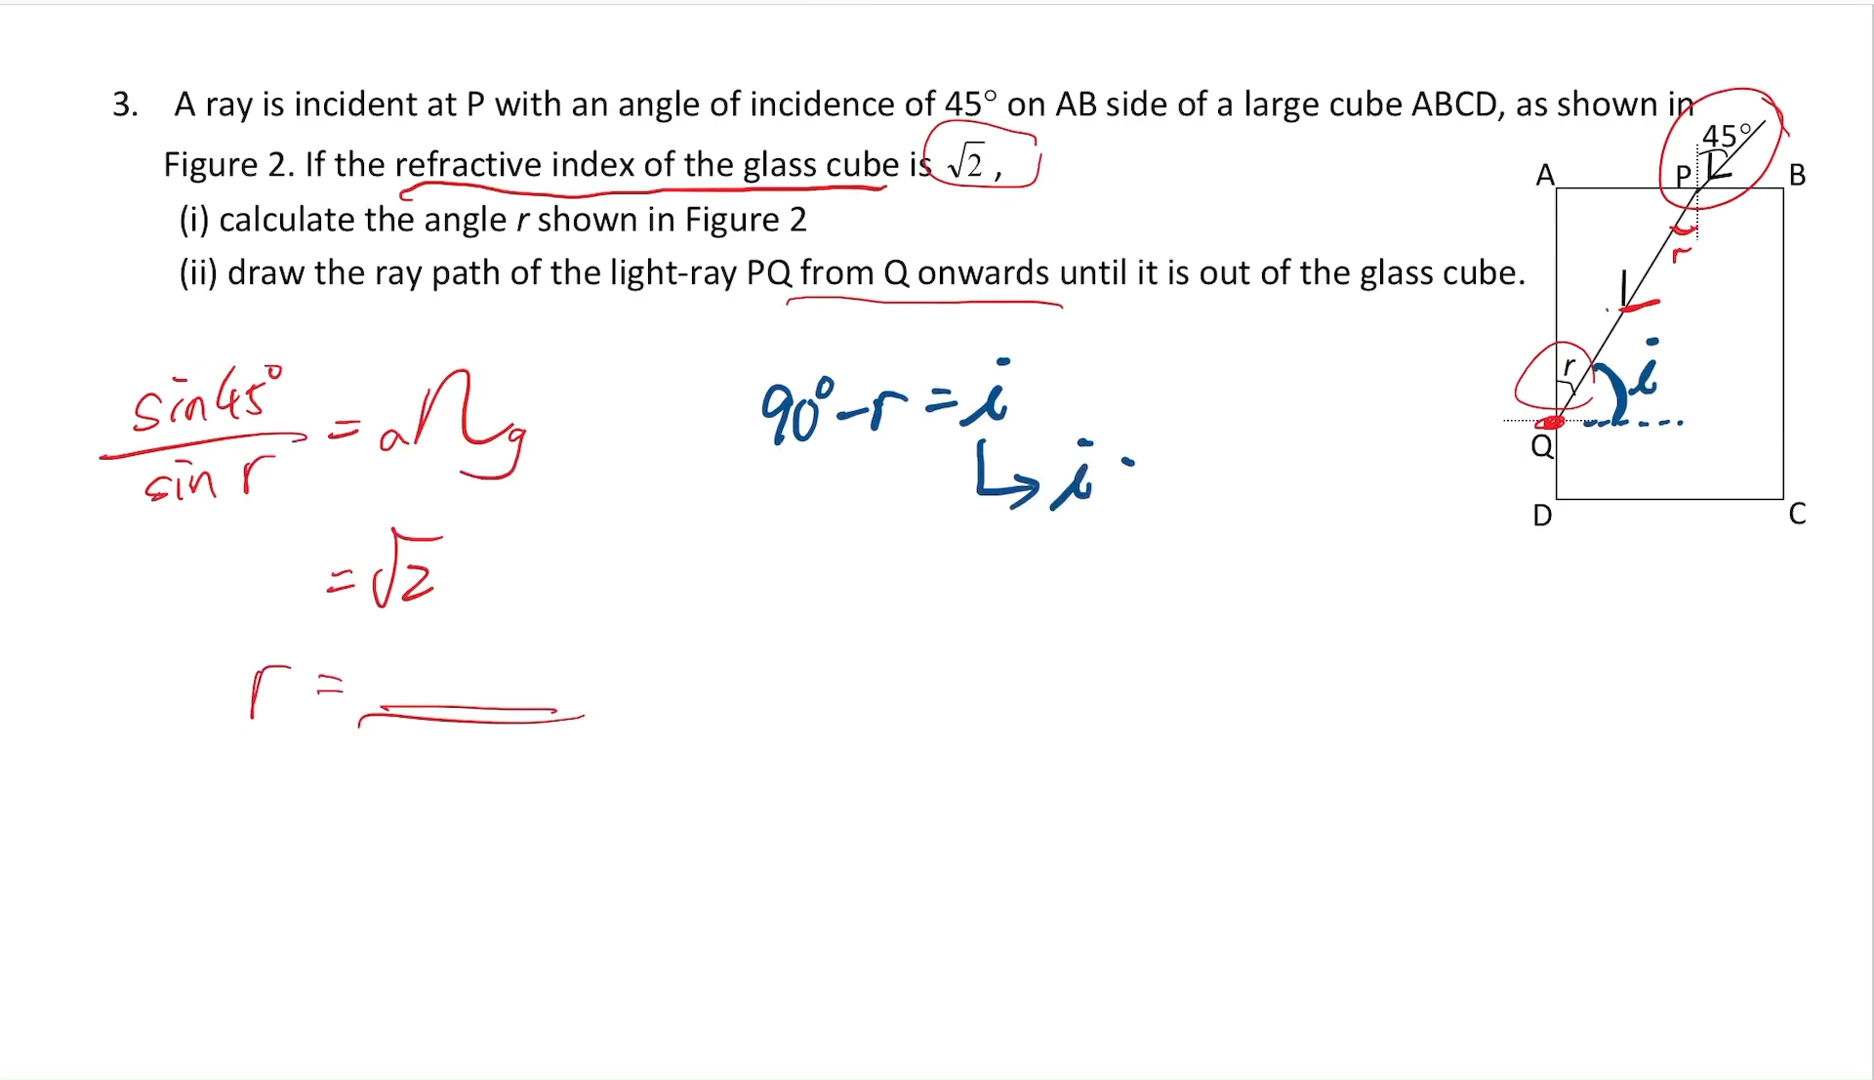 3. A ray is incident at P with an angle of incidence of 45° on AB side of a large cube ABCD, as shown in
Figure 2. If the refractive index of the glass cube is √2 ,
(i) calculate the angle r shown in Figure 2
(ii) draw the ray path of the light-ray PQ from Q onwards until it is out of the glass cube.
45°
A
P
B
r
r
i
Q
D
C
sin45°
sin r
= aηg
= √2
r =
90° - r = i
↳ i